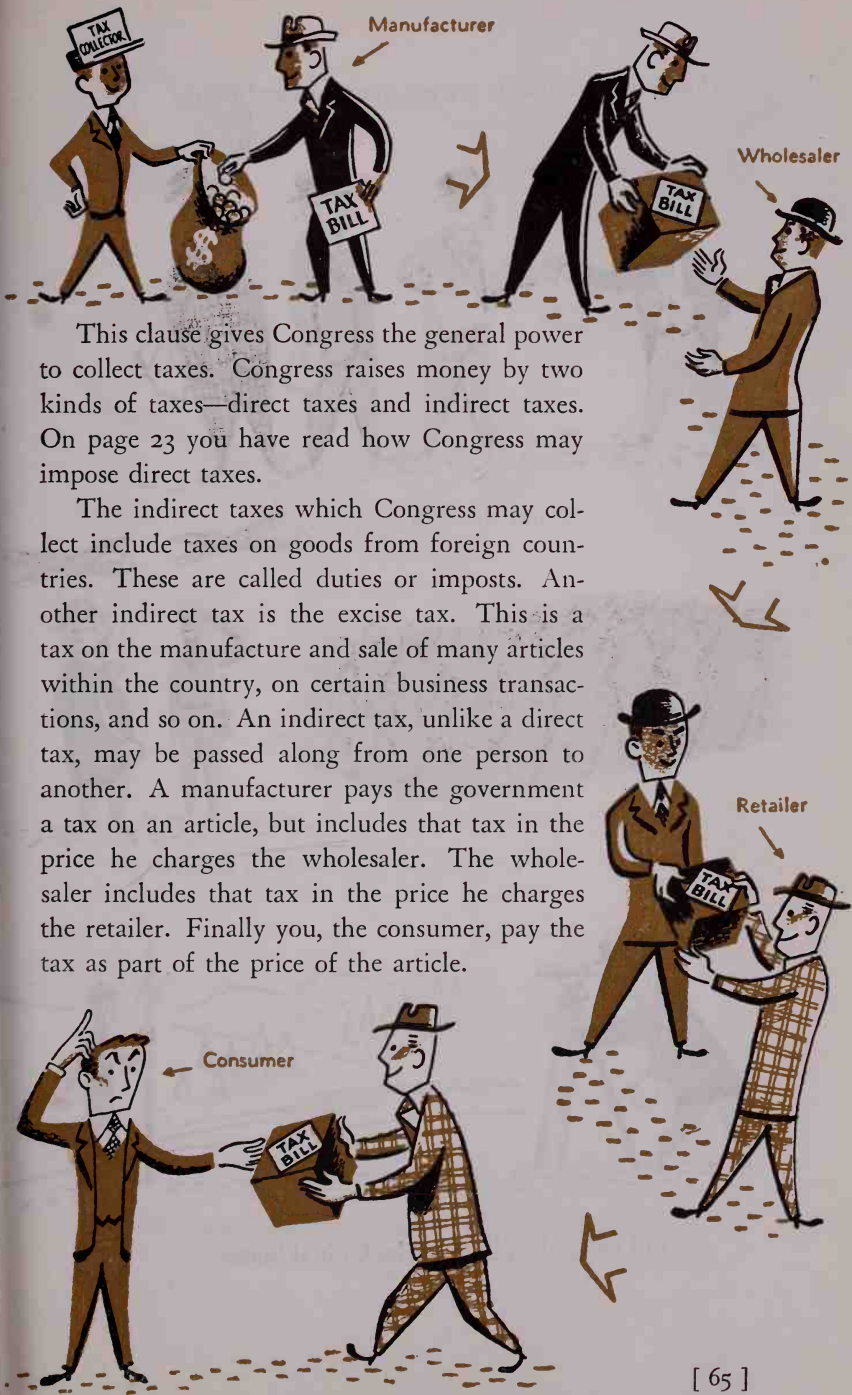 TAX
COLLECTOR
Manufacturer
TAX
BILL
$
TAX
BILL
Wholesaler
This clause gives Congress the general power
to collect taxes. Congress raises money by two
kinds of taxes—direct taxes and indirect taxes.
On page 23 you have read how Congress may
impose direct taxes.
The indirect taxes which Congress may col-
lect include taxes on goods from foreign coun-
tries. These are called duties or imposts. An-
other indirect tax is the excise tax. This is a
tax on the manufacture and sale of many articles
within the country, on certain business transac-
tions, and so on. An indirect tax, unlike a direct
tax, may be passed along from one person to
another. A manufacturer pays the government
a tax on an article, but includes that tax in the
price he charges the wholesaler. The whole-
saler includes that tax in the price he charges
the retailer. Finally you, the consumer, pay the
tax as part of the price of the article.
Retailer
TAX
BILL
Consumer
TAX
BILL
[ 65 ]